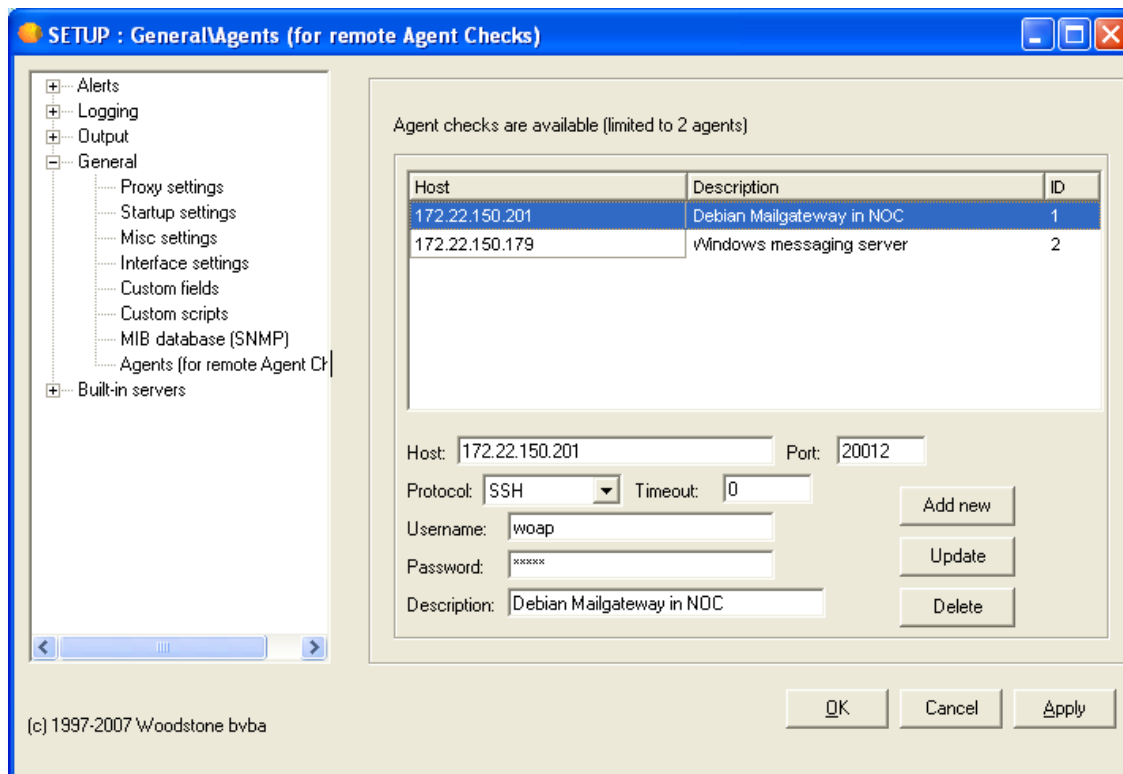 SETUP : General\Agents (for remote Agent Checks)
Alerts
Logging
Output
General
Proxy settings
Startup settings
Misc settings
Interface settings
Custom fields
Custom scripts
MIB database (SNMP)
Agents (for remote Agent Ch
Built-in servers
Agent checks are available (limited to 2 agents)
Host Description ID
172.22.150.201 Debian Mailgateway in NOC 1
172.22.150.179 Windows messaging server 2
Host: 172.22.150.201 Port: 20012
Protocol: SSH Timeout: 0
Username: woap
Password: *****
Description: Debian Mailgateway in NOC
Add new
Update
Delete
(c) 1997-2007 Woodstone bvba
OK Cancel Apply